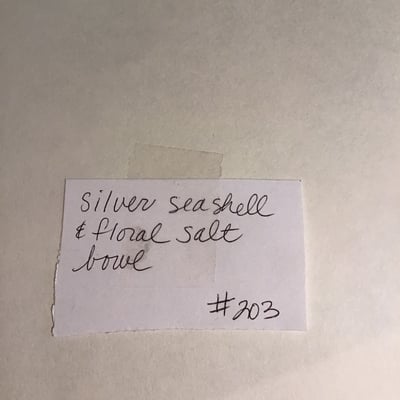 silver seashell
& floral salt
bowl
#203